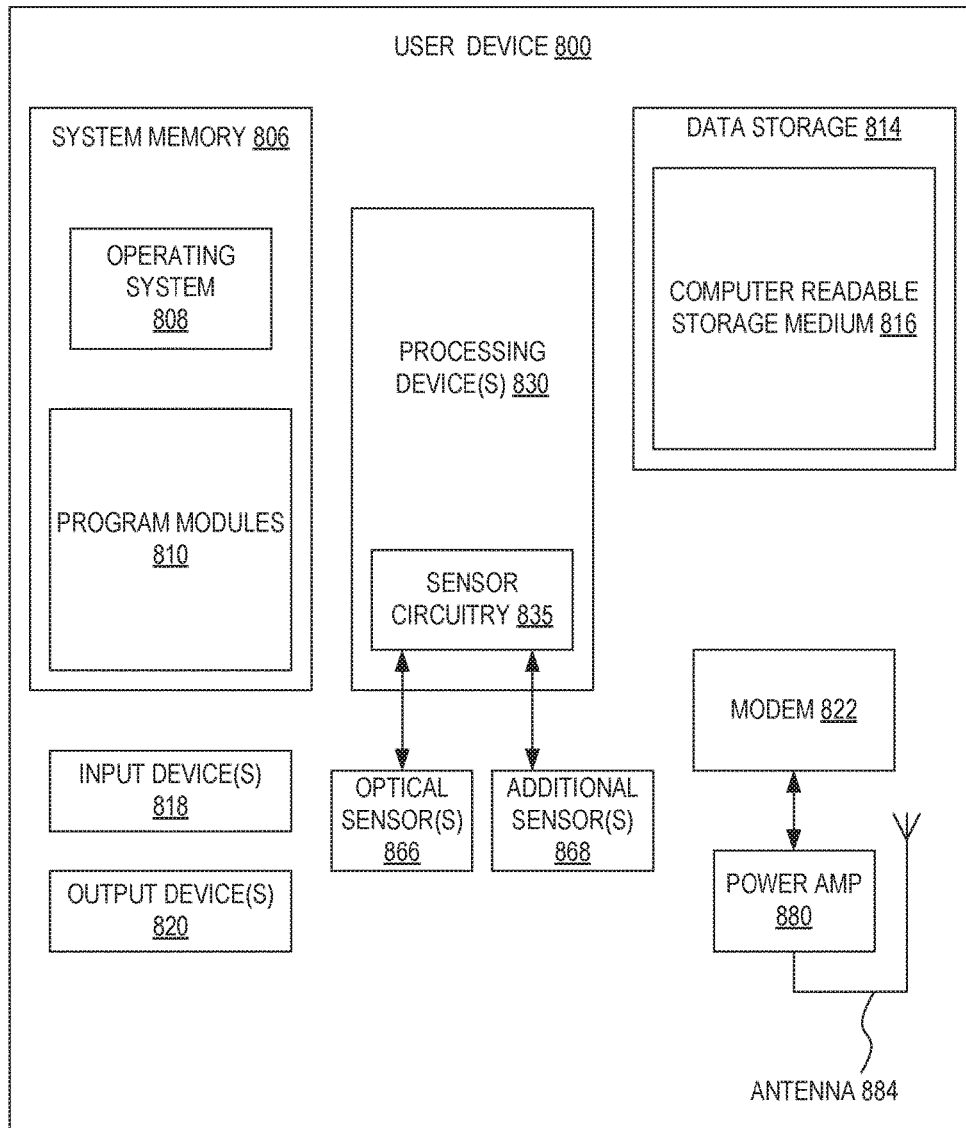 USER DEVICE 800
SYSTEM MEMORY 806
OPERATING
SYSTEM
808
PROGRAM MODULES
810
PROCESSING
DEVICE(S) 830
SENSOR
CIRCUITRY 835
DATA STORAGE 814
COMPUTER READABLE
STORAGE MEDIUM 816
INPUT DEVICE(S)
818
OUTPUT DEVICE(S)
820
OPTICAL
SENSOR(S)
866
ADDITIONAL
SENSOR(S)
868
MODEM 822
POWER AMP
880
ANTENNA 884